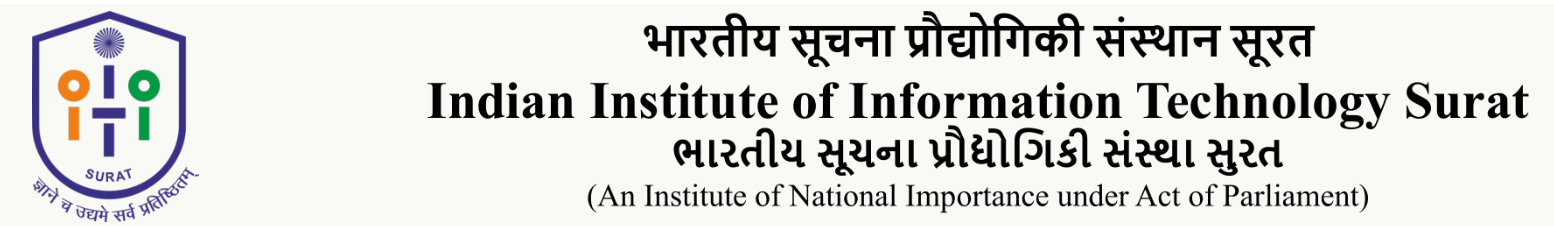 भारतीय सूचना प्रौद्योगिकी संस्थान सूरत
Indian Institute of Information Technology Surat
ભારતીય સૂચના પ્રૌદ્યોગિકી સંસ્થા સુરત
(An Institute of National Importance under Act of Parliament)
IIIT
SURAT
ज्ञाने च उद्यमे सर्व प्रतिष्ठितम्